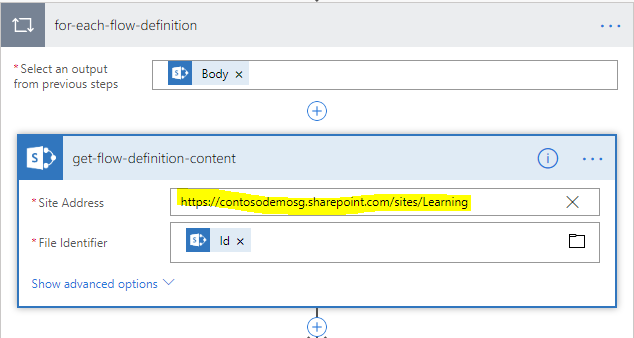 for-each-flow-definition
...
* Select an output
from previous steps
S Body ×
S get-flow-definition-content
i ...
* Site Address
https://contosodemosg.sharepoint.com/sites/Learning
* File Identifier
S Id ×
Show advanced options